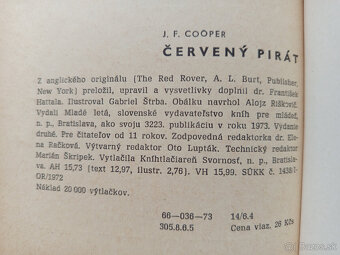 J. F. COOPER
ČERVENÝ PIRÁT
Z anglického originálu (The Red Rover, A. L. Burt, Publisher,
New York) preložil, upravil a vysvetlivky doplnil dr. František
Hattala. Ilustroval Gabriel Štrba. Obálku navrhol Alojz Riškovič.
Vydali Mladé letá, slovenské vydavateľstvo kníh pre mládež,
n. p., Bratislava, ako svoju 3223. publikáciu v roku 1973. Vydanie
druhé. Pre čitateľov od 11 rokov. Zodpovedná redaktorka dr. Ele-
na Račková. Výtvarný redaktor Oto Lupták. Technický redaktor
Marián Škripek. Vytlačila Kníhtlačiareň Svornosť, n. p., Bratisla-
va. AH 15,73 (text 12,97, ilustr. 2,76). VH 15,99. SÚKK č. 1438/I-
OR/1972
Náklad 20 000 výtlačkov.
66—036—73 14/6.4
305.8.6.5 Cena viaz. 26 Kčs
bazos.sk